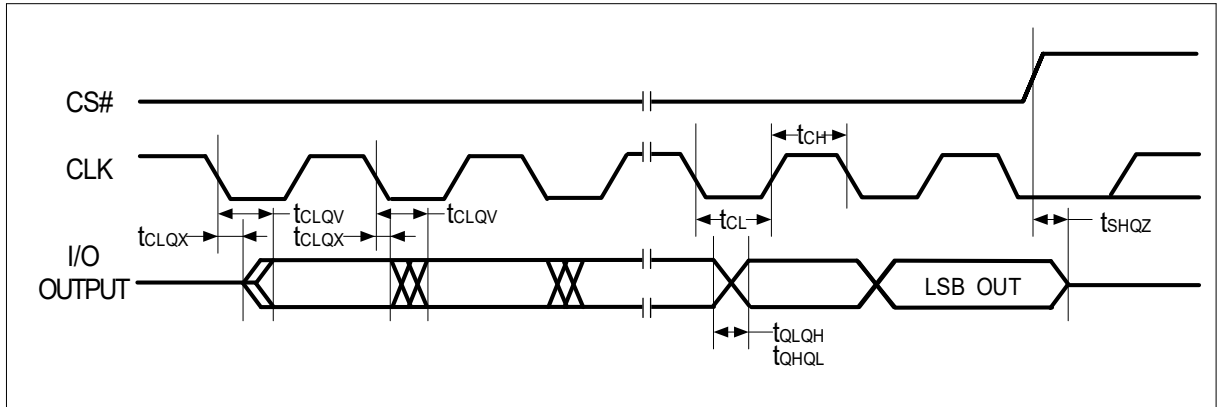 CS#
CLK
tCH
tCLQV
tCLQV
tCLQX
tCLQX
tCL
tSHQZ
I/O
OUTPUT
LSB OUT
tQLQH
tQHQL